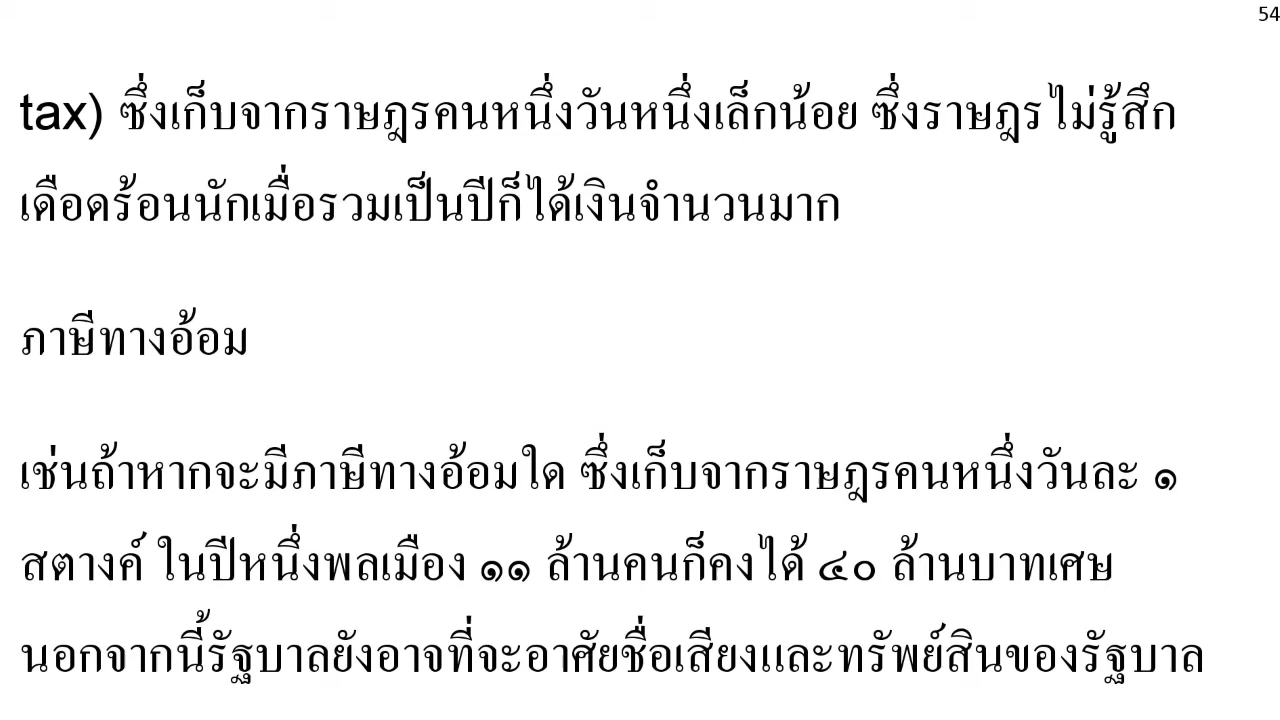 54
tax) ซึ่งเก็บจากราษฎรคนหนึ่งวันหนึ่งเล็กน้อย ซึ่งราษฎรไม่รู้สึก
เดือดร้อนนักเมื่อรวมเป็นปีก็ได้เงินจำนวนมาก
ภาษีทางอ้อม
เช่นถ้าหากจะมีภาษีทางอ้อมใด ซึ่งเก็บจากราษฎรคนหนึ่งวันละ ๑
สตางค์ ในปีหนึ่งพลเมือง ๑๑ ล้านคนก็คงได้ ๔๐ ล้านบาทเศษ
นอกจากนี้รัฐบาลยังอาจที่จะอาศัยชื่อเสียงและทรัพย์สินของรัฐบาล